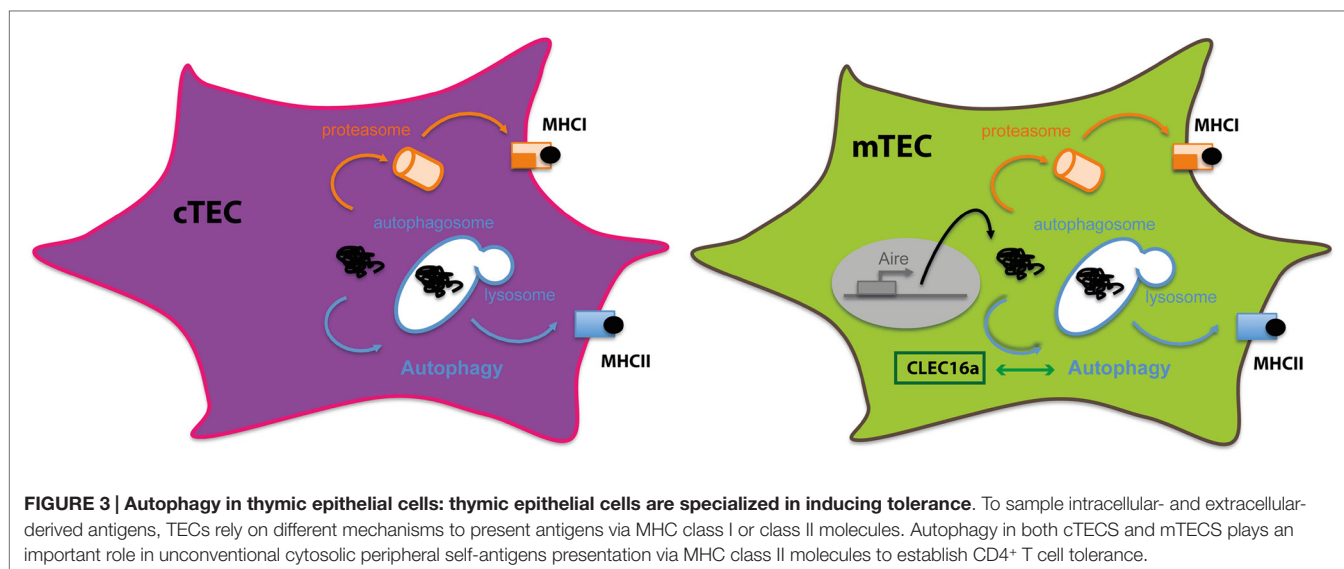 cTEC
proteasome
MHCI
autophagosome
lysosome
MHCII
Autophagy
mTEC
proteasome
MHCI
autophagosome
Aire
lysosome
MHCII
CLEC16a
Autophagy
FIGURE 3 | Autophagy in thymic epithelial cells: thymic epithelial cells are specialized in inducing tolerance. To sample intracellular- and extracellular-
derived antigens, TECs rely on different mechanisms to present antigens via MHC class I or class II molecules. Autophagy in both cTECS and mTECS plays an
important role in unconventional cytosolic peripheral self-antigens presentation via MHC class II molecules to establish CD4⁺ T cell tolerance.